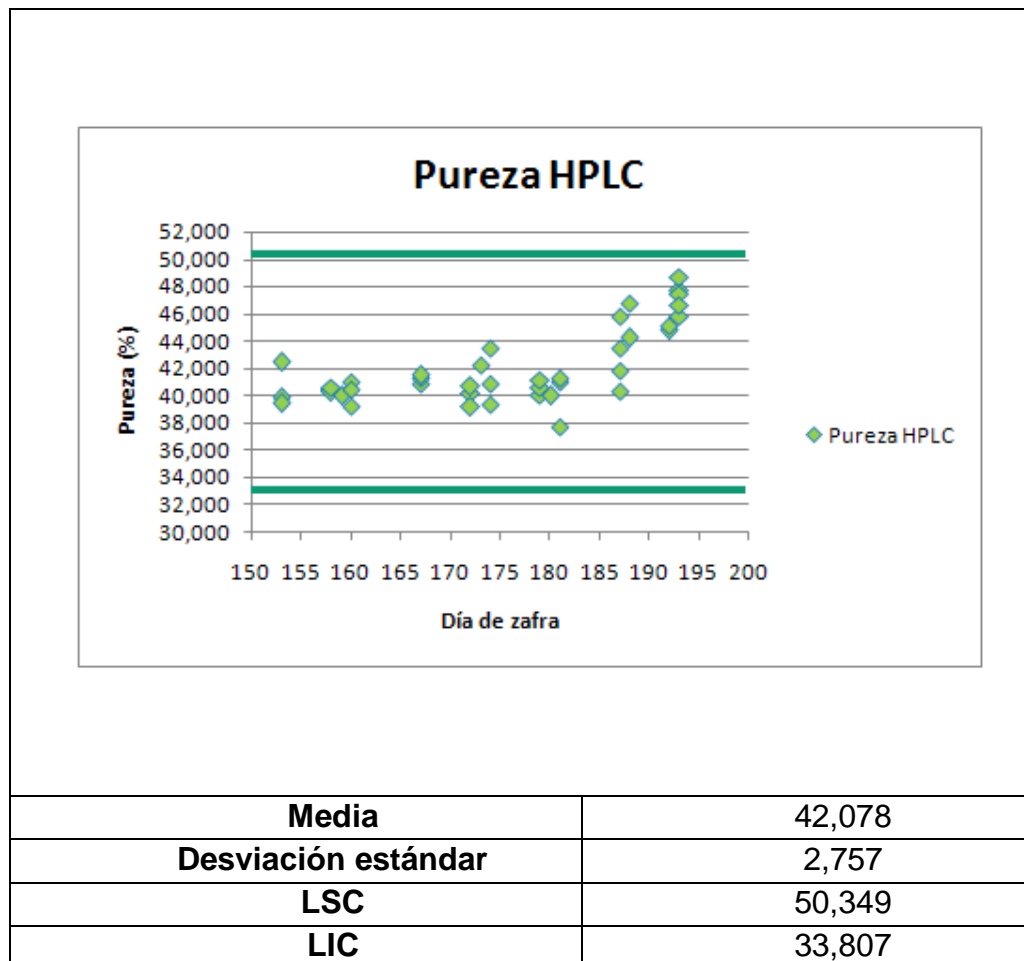 Pureza HPLC
52,000
50,000
48,000
46,000
44,000
42,000
40,000
38,000
36,000
34,000
32,000
30,000
Pureza (%)
150 155 160 165 170 175 180 185 190 195 200
Día de zafra
Pureza HPLC
Media 42,078
Desviación estándar 2,757
LSC 50,349
LIC 33,807